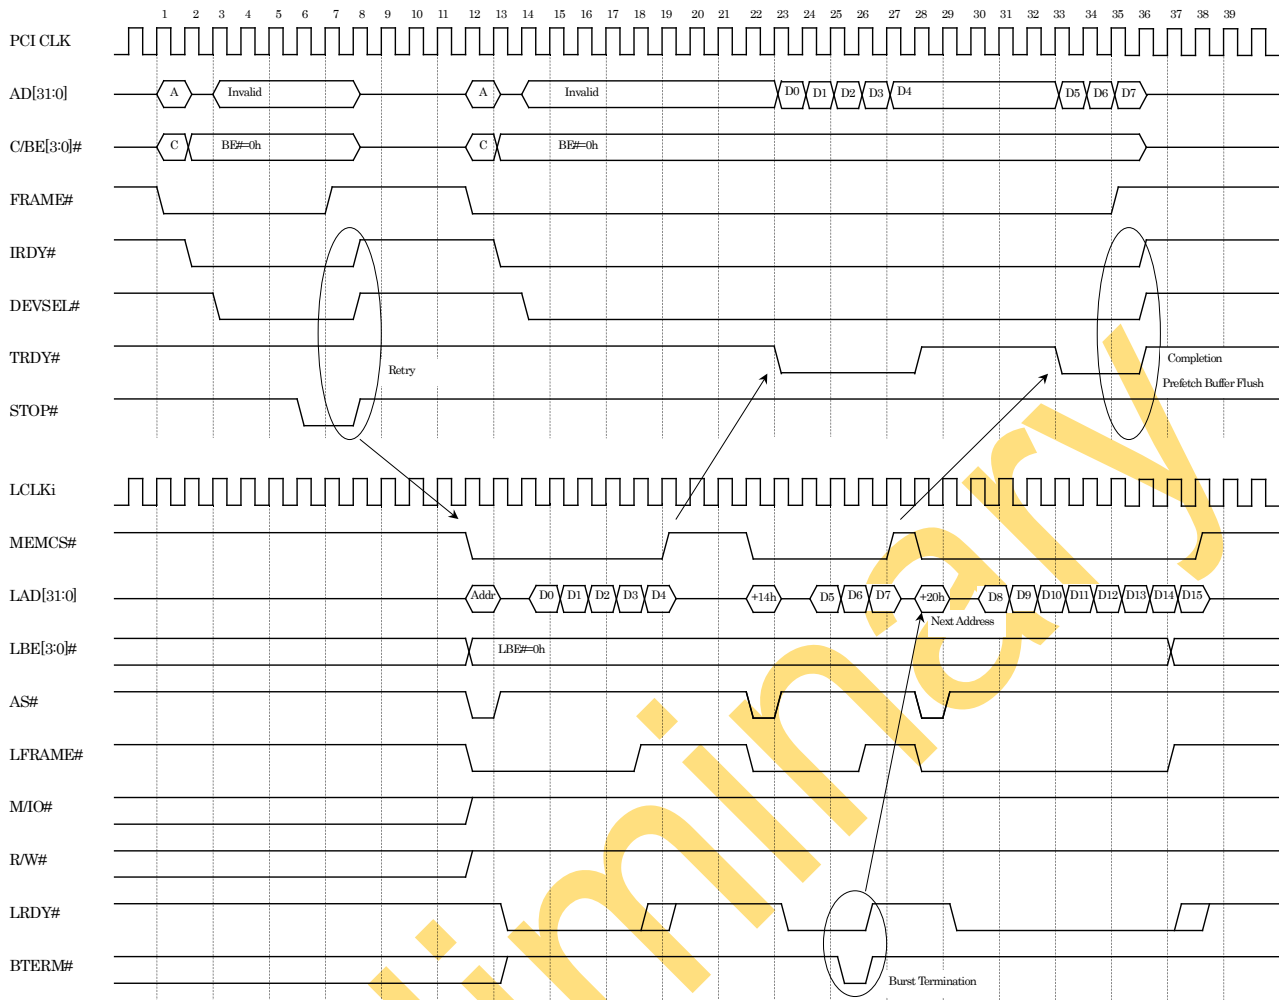 1 2 3 4 5 6 7 8 9 10 11 12 13 14 15 16 17 18 19 20 21 22 23 24 25 26 27 28 29 30 31 32 33 34 35 36 37 38 39
PCI CLK
AD[31:0] A Invalid A Invalid D0 D1 D2 D3 D4 D5 D6 D7
C/BE[3:0]# C BE#=0h C BE#=0h
FRAME#
IRDY#
DEVSEL#
TRDY#
Completion
Retry
Prefetch Buffer Flush
STOP#
LCLKi
MEMCS#
LAD[31:0] Addr D0 D1 D2 D3 D4 +14h D5 D6 D7 +20h D8 D9 D10 D11 D12 D13 D14 D15
Next Address
LBE[3:0]# LBE#=0h
AS#
LFRAME#
M/IO#
R/W#
LRDY#
BTERM#
Burst Termination
liminary